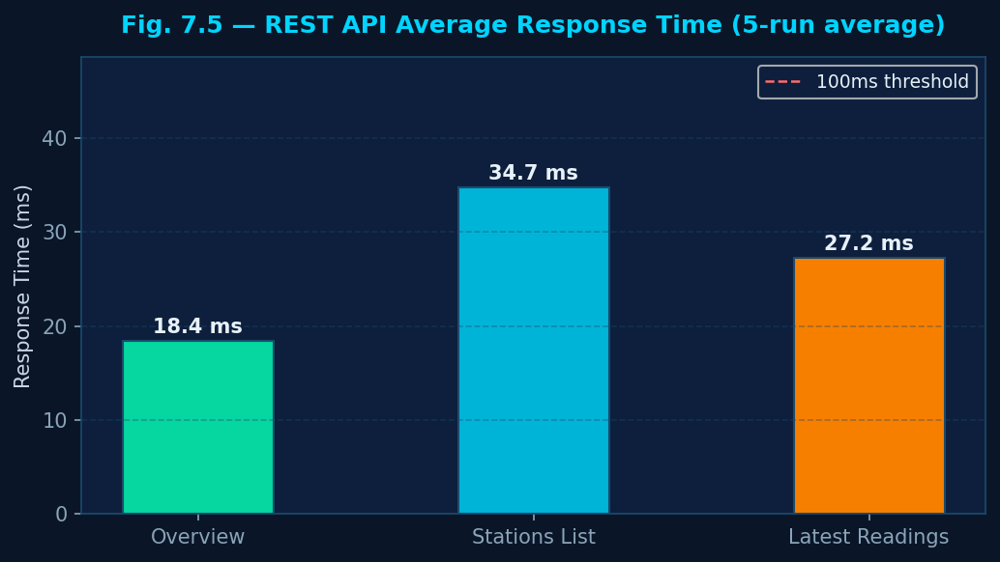 Fig. 7.5 — REST API Average Response Time (5-run average)
100ms threshold
Response Time (ms)
40
30
20
10
0
18.4 ms
34.7 ms
27.2 ms
Overview
Stations List
Latest Readings